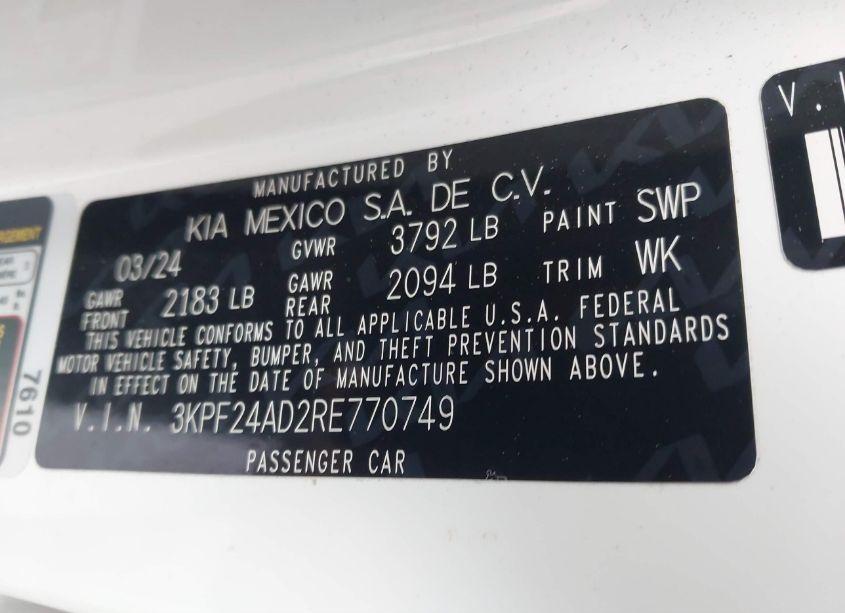 MANUFACTURED BY
KIA MEXICO S.A. DE C.V.
03/24 GVWR 3792 LB PAINT SWP
GAWR FRONT 2183 LB GAWR REAR 2094 LB TRIM WK
THIS VEHICLE CONFORMS TO ALL APPLICABLE U.S.A. FEDERAL
MOTOR VEHICLE SAFETY, BUMPER, AND THEFT PREVENTION STANDARDS
IN EFFECT ON THE DATE OF MANUFACTURE SHOWN ABOVE.
V.I.N. 3KPF24AD2RE770749
PASSENGER CAR
7610
V.